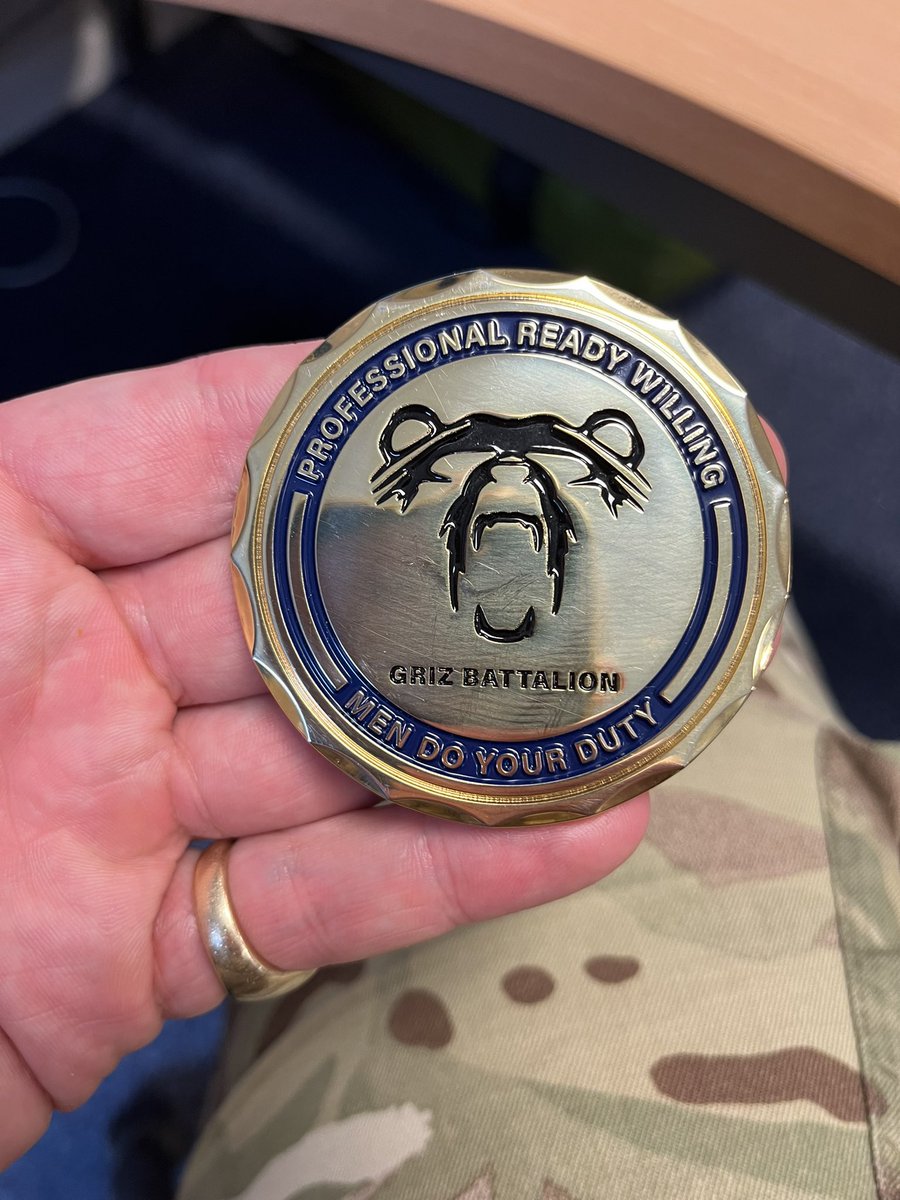 PROFESSIONAL READY WILLING
GRIZ BATTALION
MEN DO YOUR DUTY